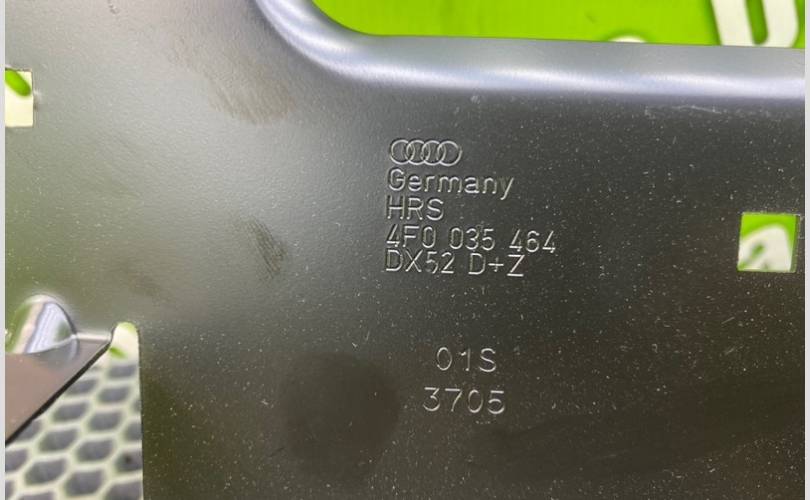 Germany
HRS
4F0 035 464
DX52 D+Z
01S
3705